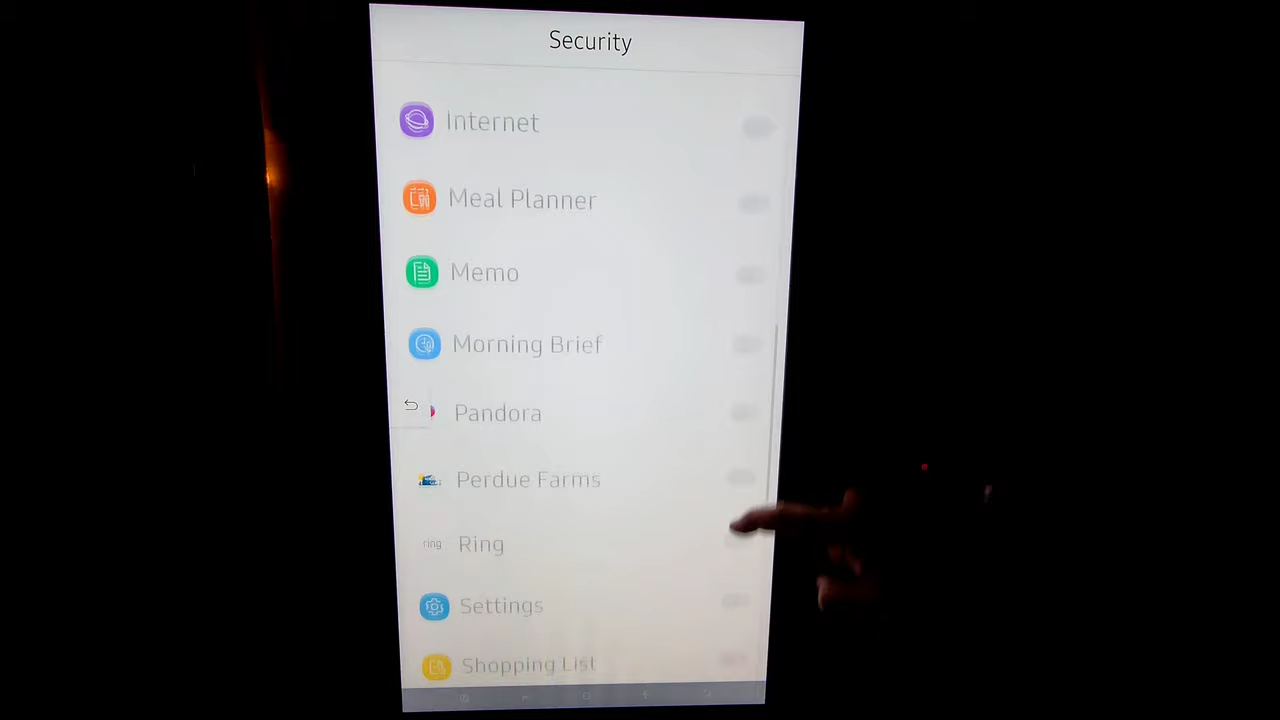 Security
Internet
Meal Planner
Memo
Morning Brief
Pandora
Perdue Farms
ring Ring
Settings
Shopping List